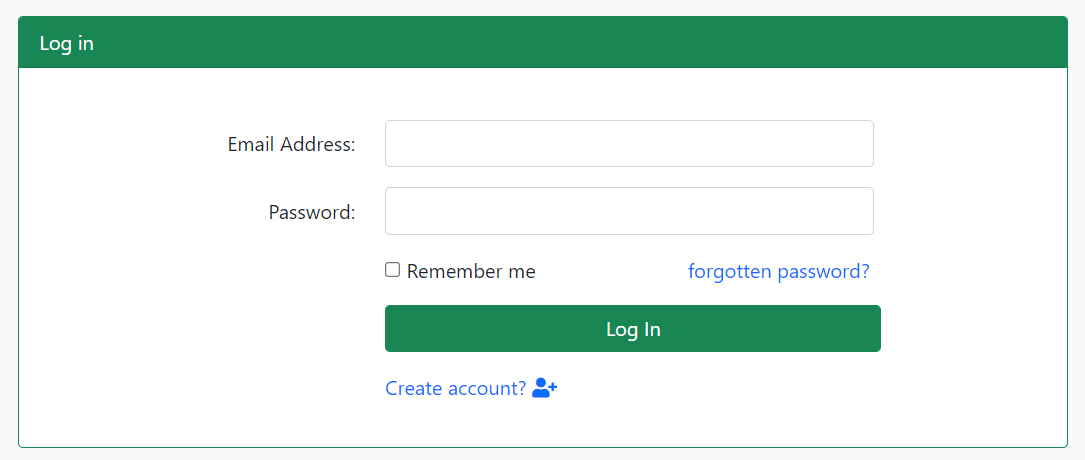 Log in
Email Address:
Password:
Remember me forgotten password?
Log In
Create account?